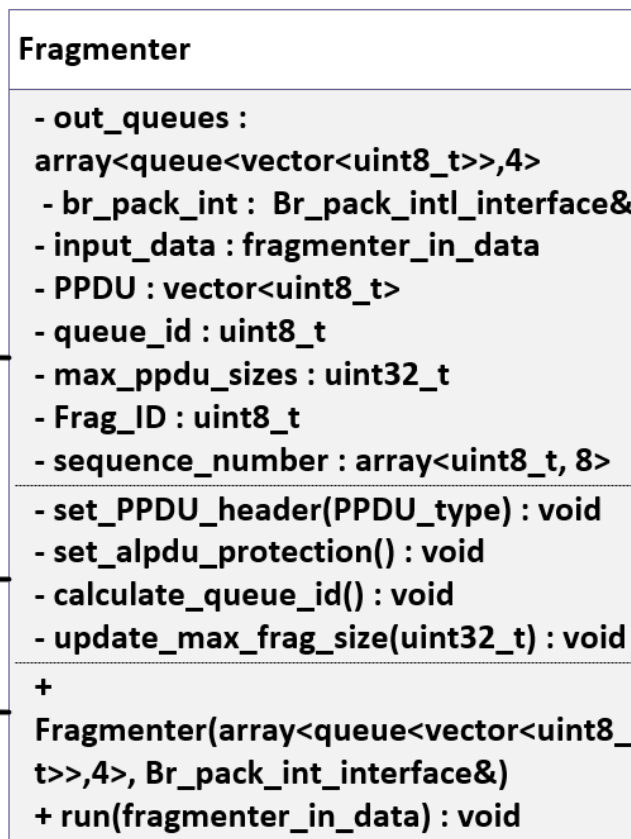 Fragmenter
- out_queues :
array<queue<vector<uint8_t>>,4>
- br_pack_int : Br_pack_intl_interface&
- input_data : fragmenter_in_data
- PPDU : vector<uint8_t>
- queue_id : uint8_t
- max_ppdu_sizes : uint32_t
- Frag_ID : uint8_t
- sequence_number : array<uint8_t, 8>
- set_PPDU_header(PPDU_type) : void
- set_alpdu_protection() : void
- calculate_queue_id() : void
- update_max_frag_size(uint32_t) : void
+
Fragmenter(array<queue<vector<uint8_
t>>,4>, Br_pack_int_interface&)
+ run(fragmenter_in_data) : void